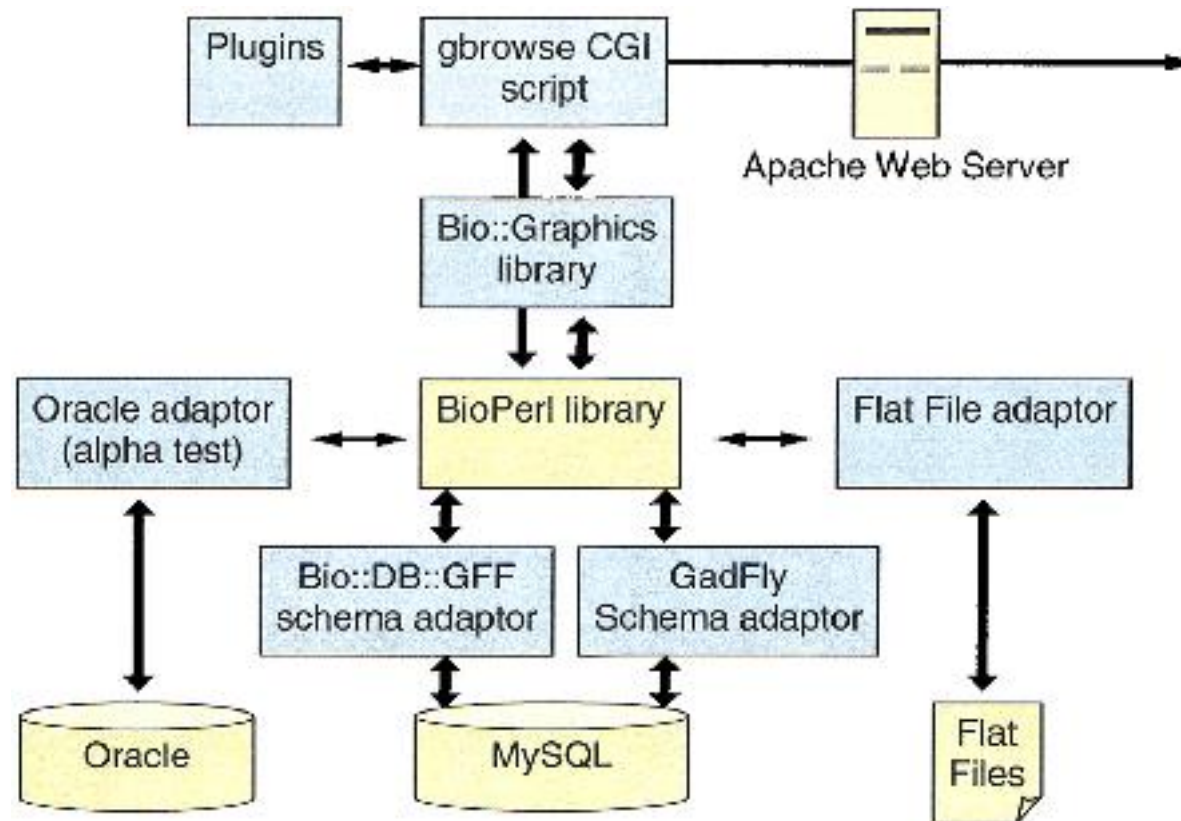 Plugins
gbrowse CGI
script
Apache Web Server
Bio::Graphics
library
Oracle adaptor
(alpha test)
BioPerl library
Flat File adaptor
Bio::DB::GFF
schema adaptor
GadFly
Schema adaptor
Oracle
MySQL
Flat
Files